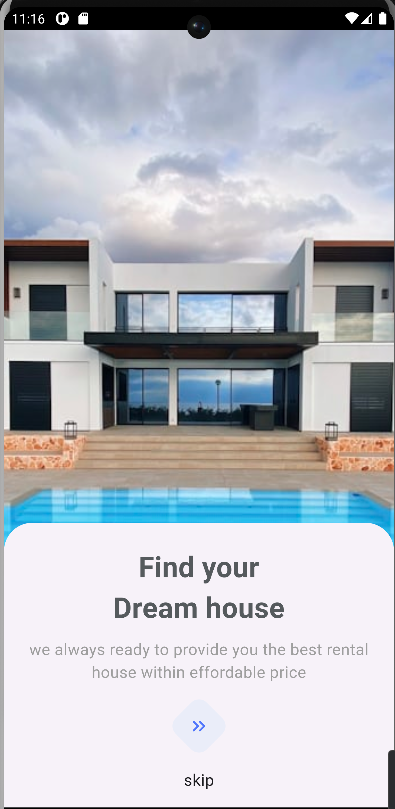 11:16
Find your
Dream house
we always ready to provide you the best rental
house within effordable price
skip